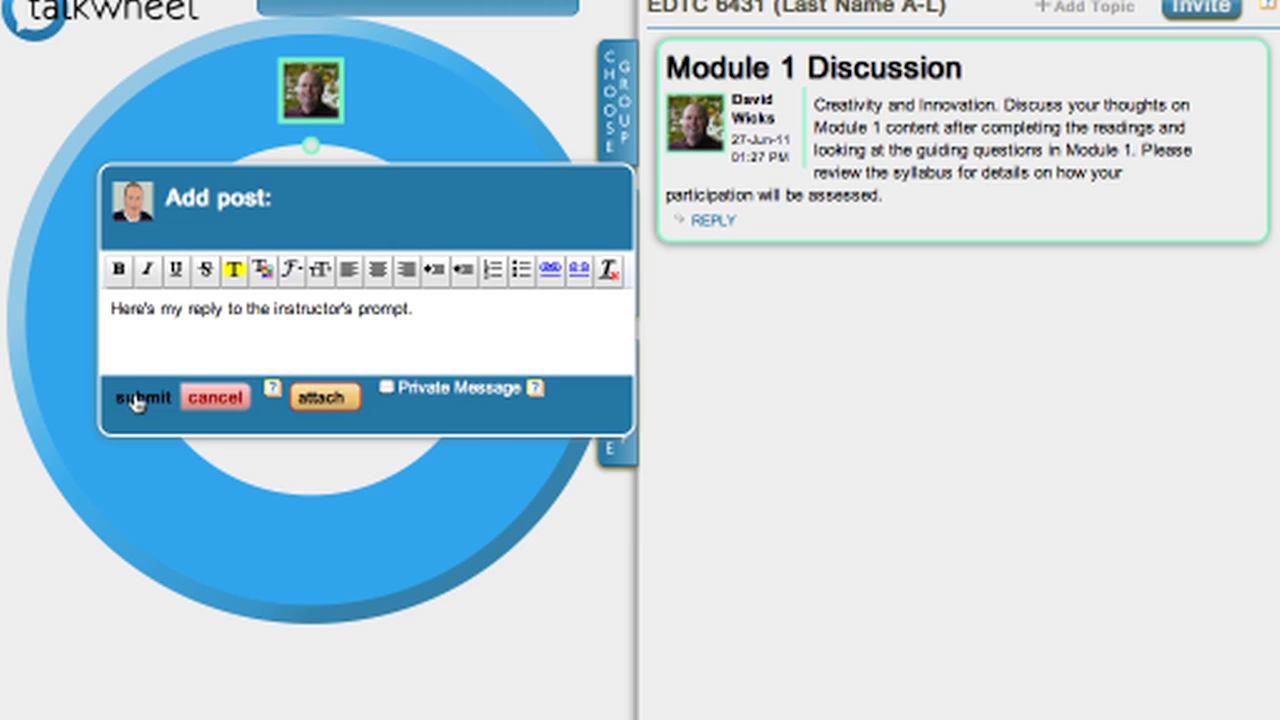 talkwheel
CHOOSE GROUP
Add post:
B I U S T
Here's my reply to the instructor's prompt.
submit cancel ? attach Private Message ?
E
EDTC 6431 (Last Name A-L) +Add Topic Invite ?
Module 1 Discussion
David
Wicks
27-Jun-11
01:27 PM
Creativity and Innovation. Discuss your thoughts on
Module 1 content after completing the readings and
looking at the guiding questions in Module 1. Please
review the syllabus for details on how your
participation will be assessed.
REPLY